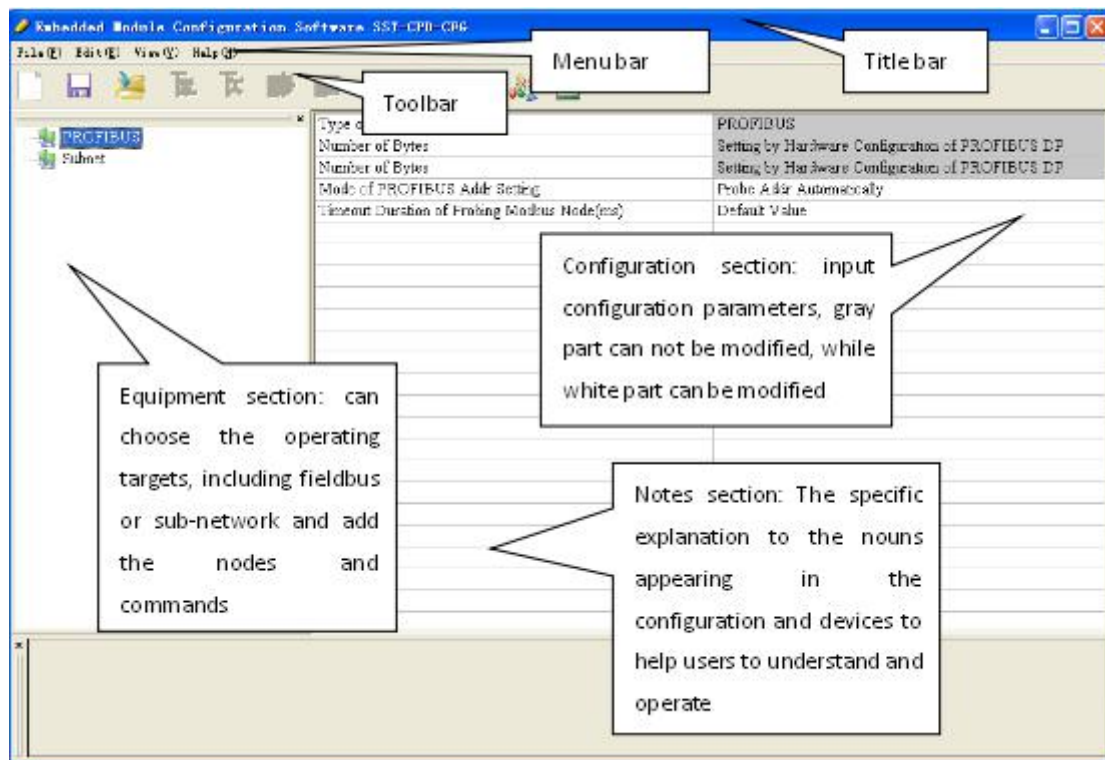 Embedded Module Configuration Software SST-CPD-CFG
File(F) Edit(E) View(V) Help(H)
Menu bar
Title bar
Toolbar
PROFIBUS
Subnet
Type o
PROFIBUS
Number of Bytes
Setting by Hardware Configuration of PROFIBUS DP
Number of Bytes
Setting by Hardware Configuration of PROFIBUS DP
Mode of PROFIBUS Addr Setting
Probe Addr Automatically
Timeout Duration of Probing Modbus Node(ms)
Default Value
Configuration section: input
configuration parameters, gray
part can not be modified, while
white part can be modified
Equipment section: can
choose the operating
targets, including fieldbus
or sub-network and add
the nodes and
commands
Notes section: The specific
explanation to the nouns
appearing in the
configuration and devices to
help users to understand and
operate